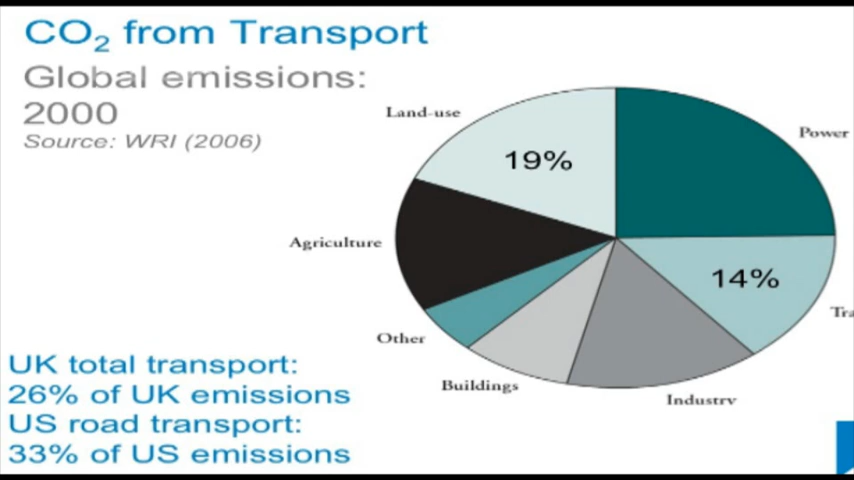 CO₂ from Transport
Global emissions:
2000
Source: WRI (2006)
Land-use
19%
Power
Agriculture
14%
Other
Buildings
Industry
UK total transport:
26% of UK emissions
US road transport:
33% of US emissions